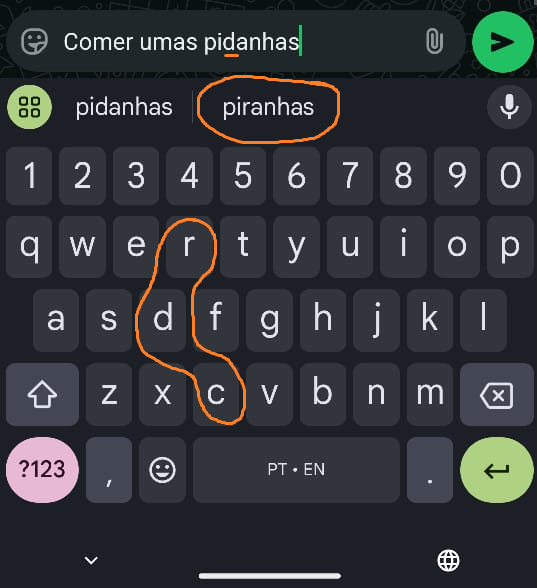 Comer umas pidanhas
pidanhas piranhas
1 2 3 4 5 6 7 8 9 0
q w e r t y u i o p
a s d f g h j k l
z x c v b n m
?123 , PT • EN .